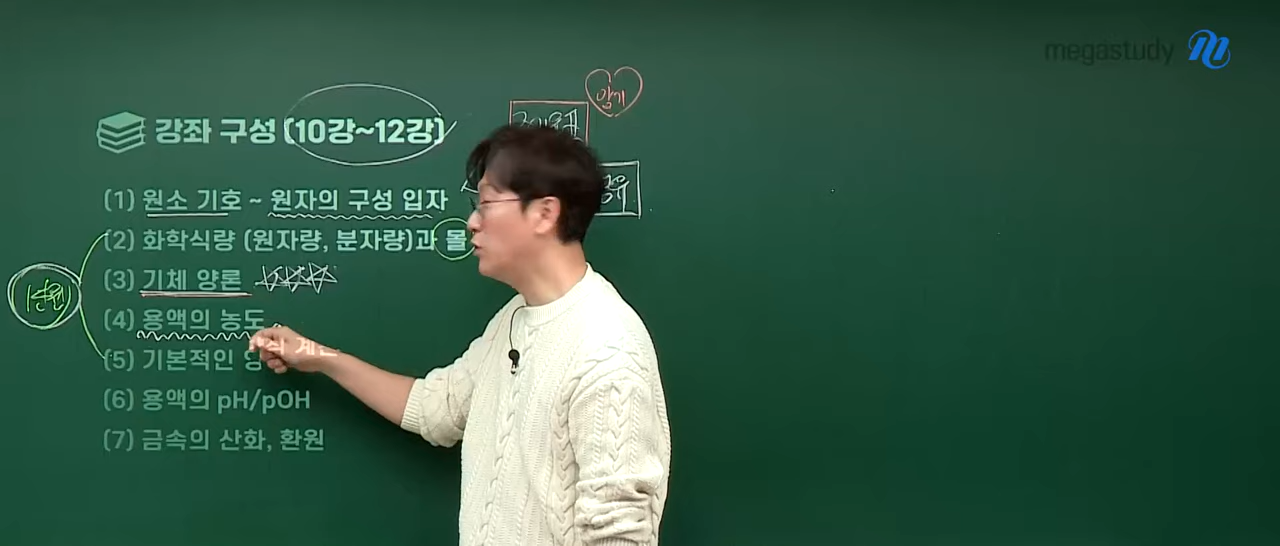 megastudy
강좌 구성 (10강~12강)
암기
(1) 원소 기호 ~ 원자의 구성 입자
(2) 화학식량 (원자량, 분자량)과 몰
(3) 기체 양론
1단원
(4) 용액의 농도
(5) 기본적인
(6) 용액의 pH/pOH
(7) 금속의 산화, 환원